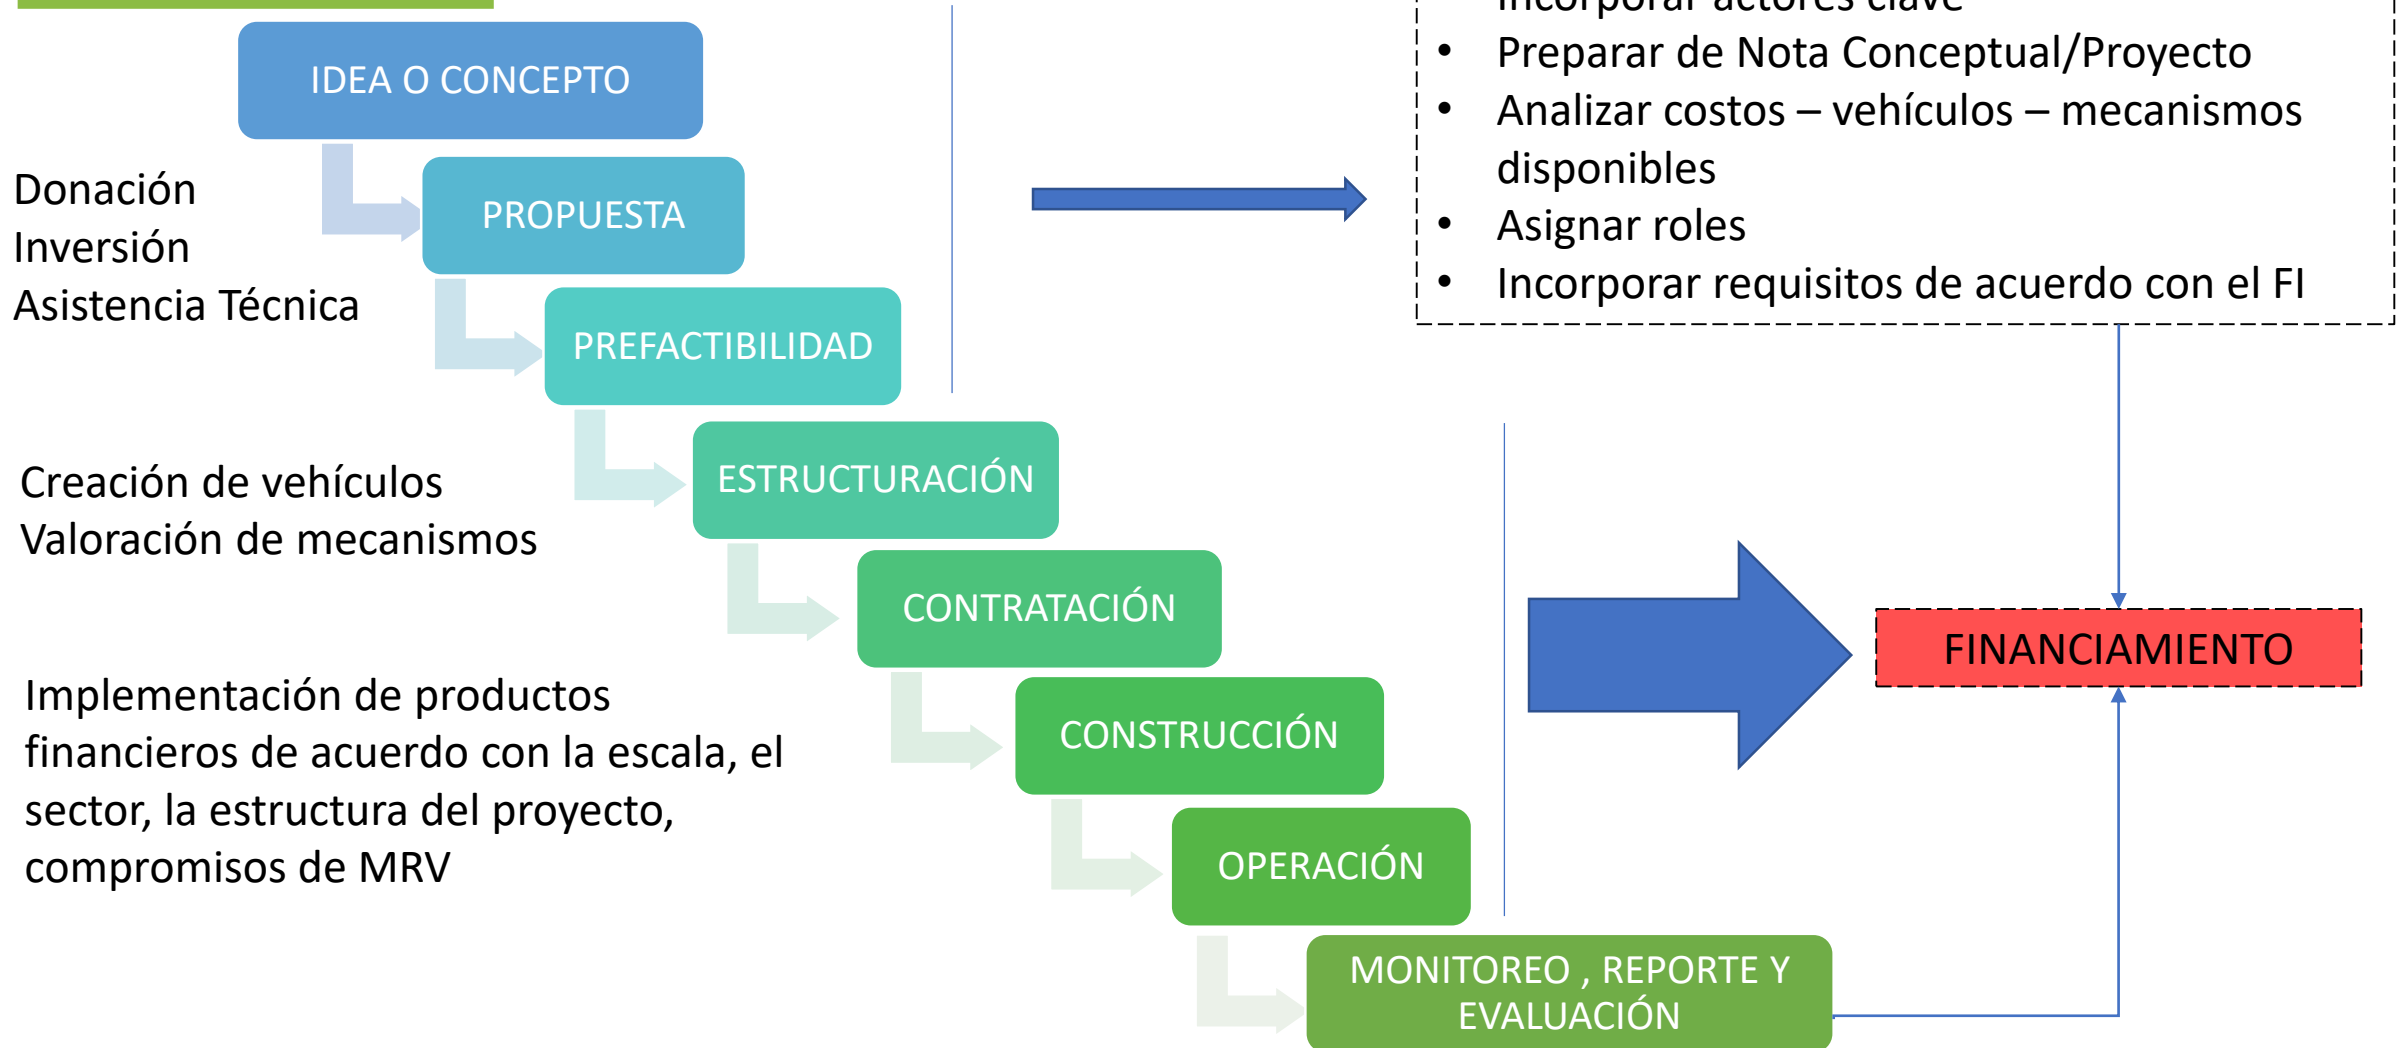 Incorporar actores clave
• Preparar de Nota Conceptual/Proyecto
• Analizar costos – vehículos – mecanismos
disponibles
• Asignar roles
• Incorporar requisitos de acuerdo con el FI
IDEA O CONCEPTO
PROPUESTA
PREFACTIBILIDAD
ESTRUCTURACIÓN
CONTRATACIÓN
CONSTRUCCIÓN
OPERACIÓN
MONITOREO , REPORTE Y
EVALUACIÓN
Donación
Inversión
Asistencia Técnica
Creación de vehículos
Valoración de mecanismos
Implementación de productos
financieros de acuerdo con la escala, el
sector, la estructura del proyecto,
compromisos de MRV
FINANCIAMIENTO